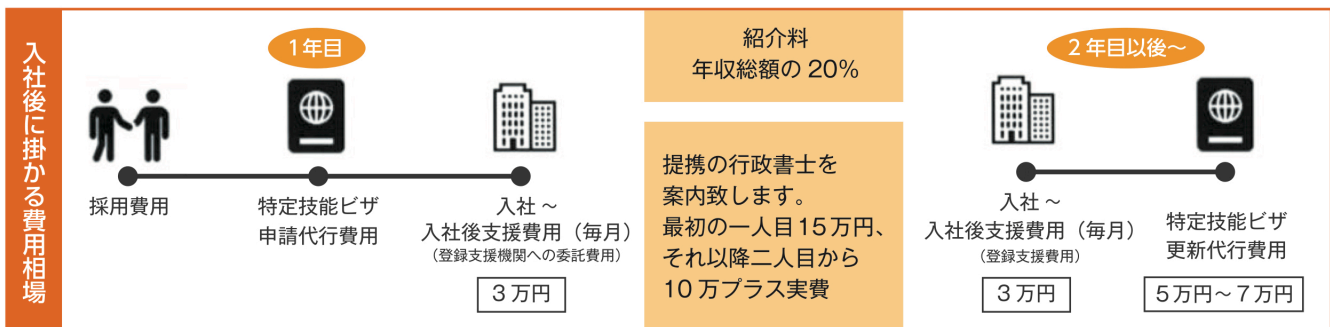 入社後に掛かる費用相場
1年目
採用費用
特定技能ビザ
申請代行費用
入社～
入社後支援費用（毎月）
(登録支援機関への委託費用)
3万円
紹介料
年収総額の 20%
提携の行政書士を
案内致します。
最初の一人目15万円、
それ以降二人目から
10万プラス実費
2年目以後～
入社～
入社後支援費用（毎月）
(登録支援費用)
3万円
特定技能ビザ
更新代行費用
5万円～7万円